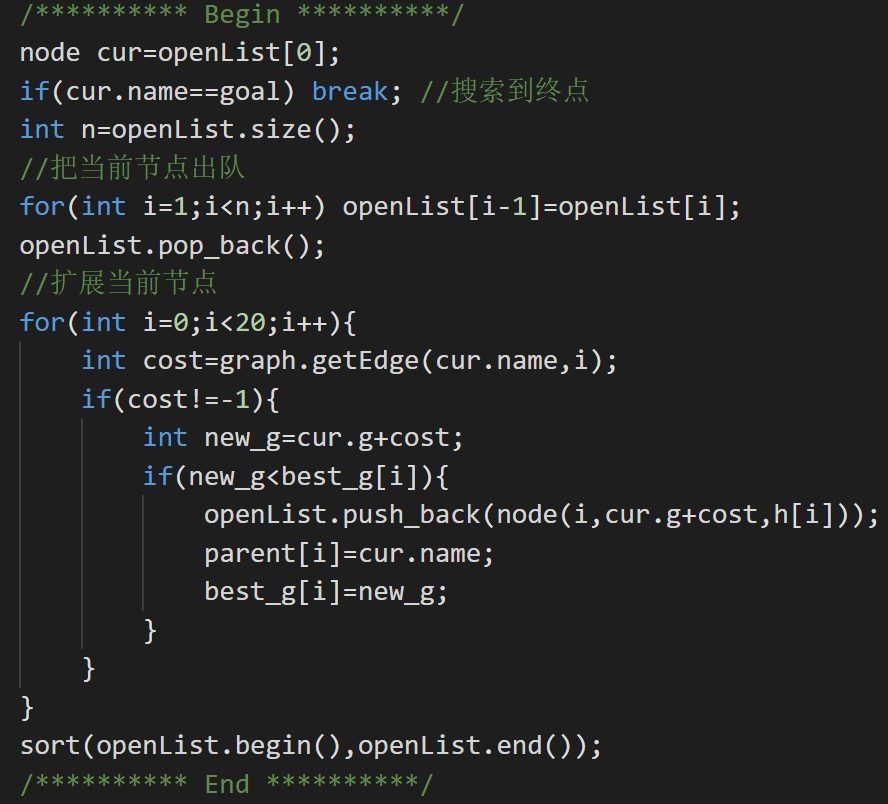 /********** Begin **********/
node cur=openList[0];
if(cur.name==goal) break; //搜索到终点
int n=openList.size();
//把当前节点出队
for(int i=1;i<n;i++) openList[i-1]=openList[i];
openList.pop_back();
//扩展当前节点
for(int i=0;i<20;i++){
    int cost=graph.getEdge(cur.name,i);
    if(cost!=-1){
        int new_g=cur.g+cost;
        if(new_g<best_g[i]){
            openList.push_back(node(i,cur.g+cost,h[i]));
            parent[i]=cur.name;
            best_g[i]=new_g;
        }
    }
}
sort(openList.begin(),openList.end());
/********** End **********/